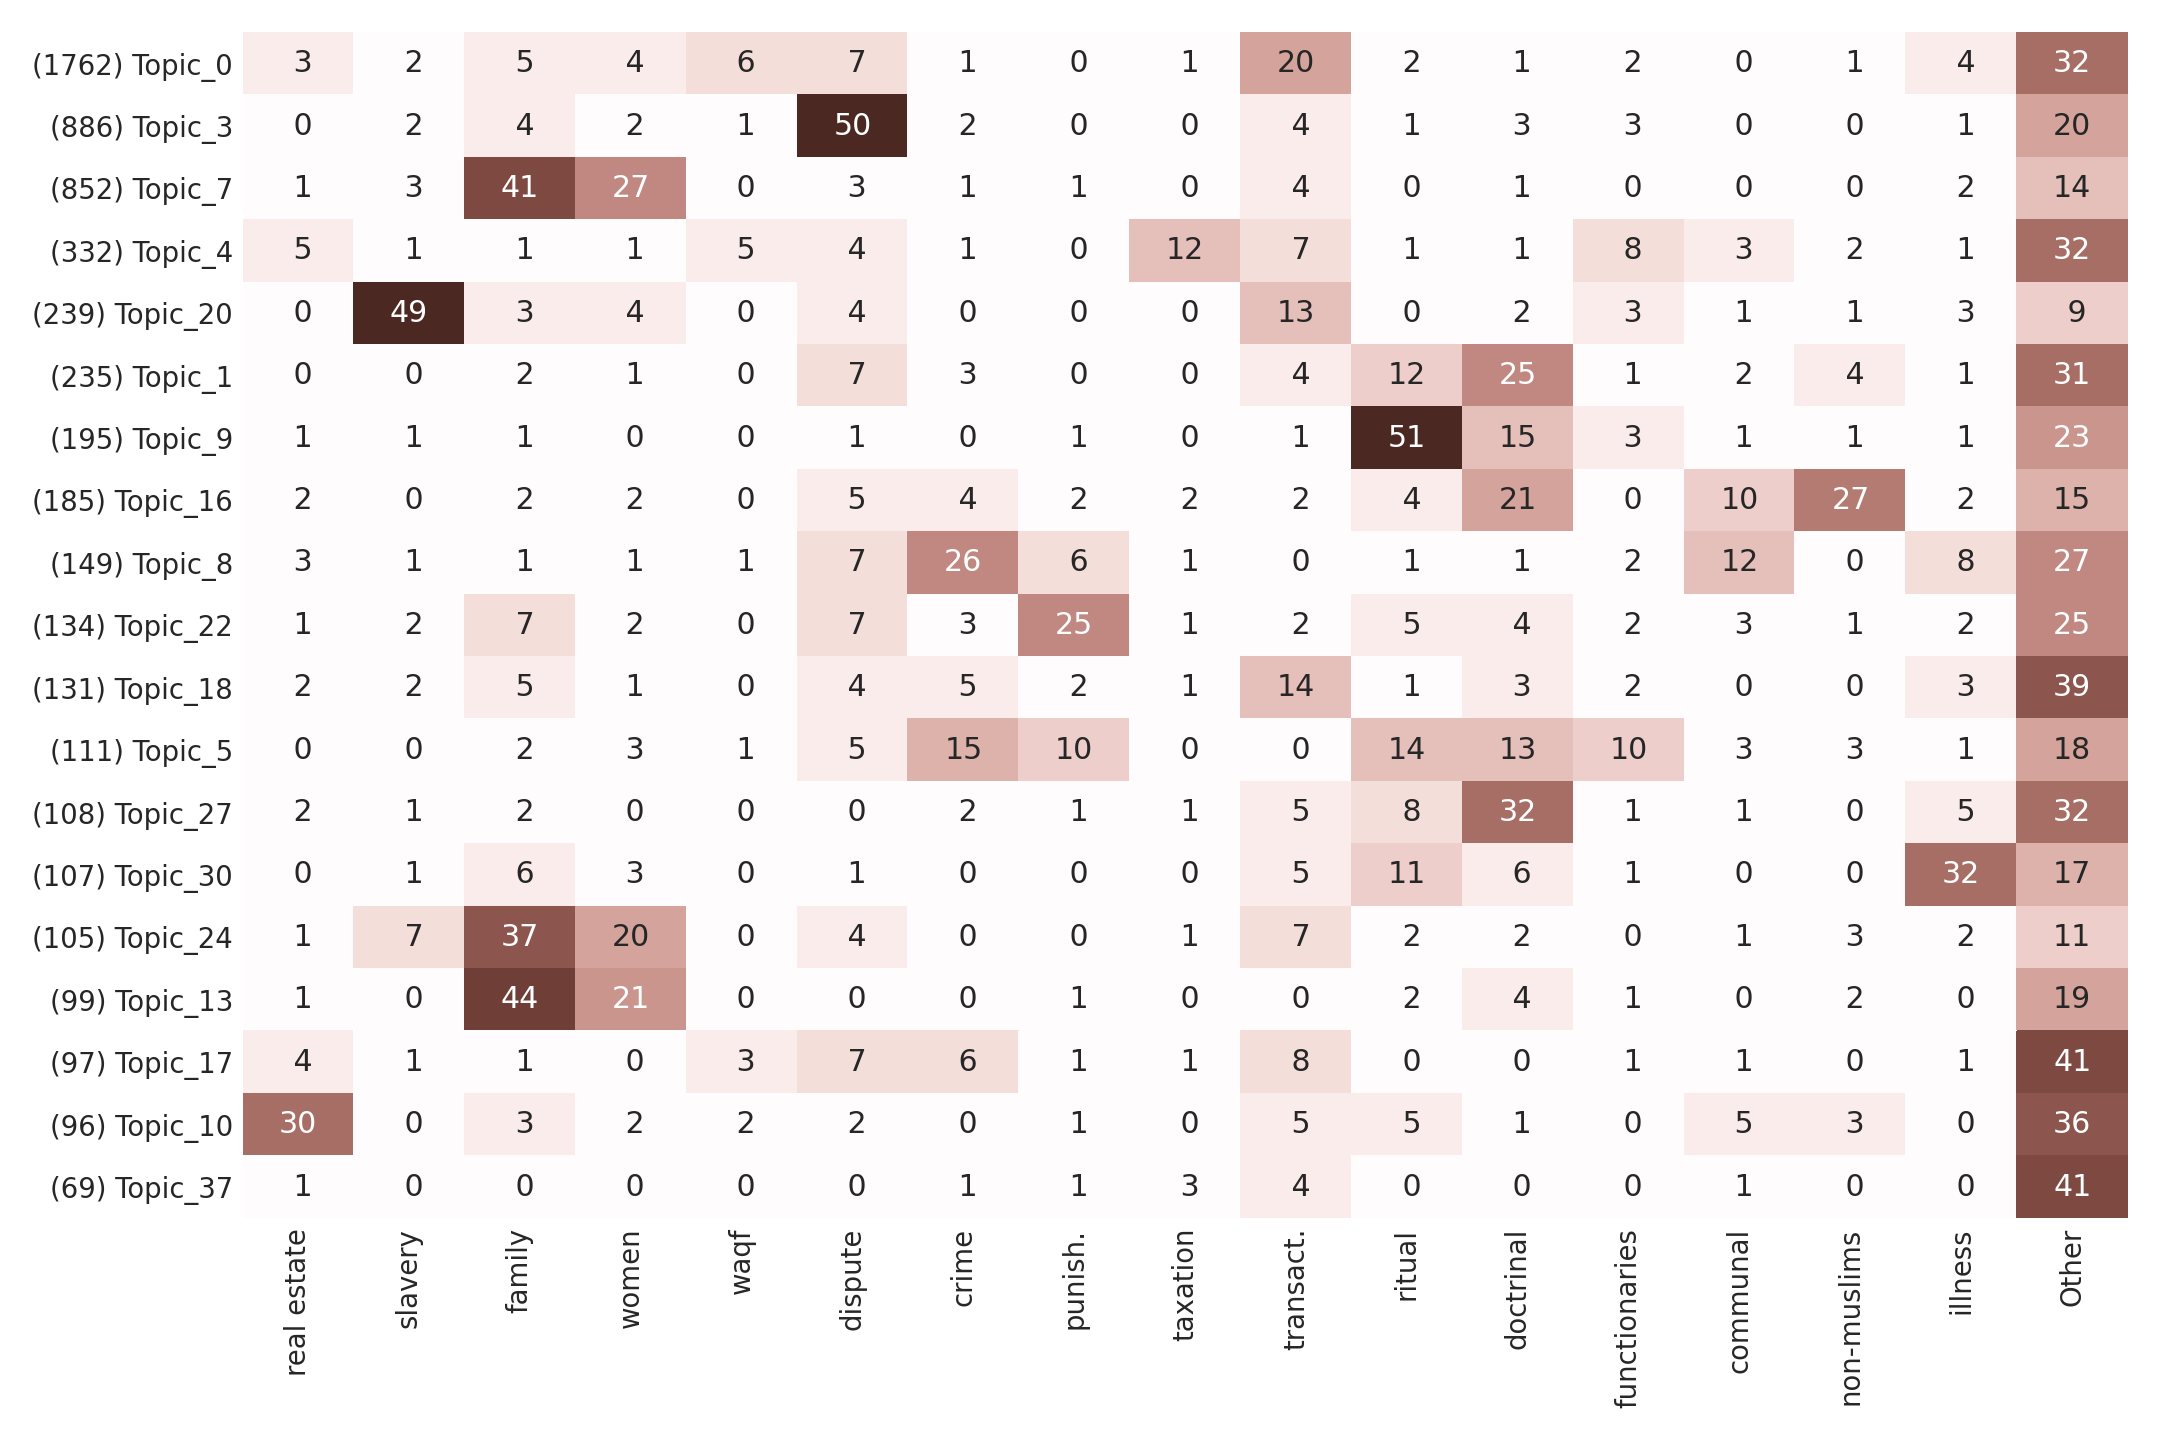 (1762) Topic_0 3 2 5 4 6 7 1 0 1 20 2 1 2 0 1 4 32
(886) Topic_3 0 2 4 2 1 50 2 0 0 4 1 3 3 0 0 1 20
(852) Topic_7 1 3 41 27 0 3 1 1 0 4 0 1 0 0 0 2 14
(332) Topic_4 5 1 1 1 5 4 1 0 12 7 1 1 8 3 2 1 32
(239) Topic_20 0 49 3 4 0 4 0 0 0 13 0 2 3 1 1 3 9
(235) Topic_1 0 0 2 1 0 7 3 0 0 4 12 25 1 2 4 1 31
(195) Topic_9 1 1 1 0 0 1 0 1 0 1 51 15 3 1 1 1 23
(185) Topic_16 2 0 2 2 0 5 4 2 2 2 4 21 0 10 27 2 15
(149) Topic_8 3 1 1 1 1 7 26 6 1 0 1 1 2 12 0 8 27
(134) Topic_22 1 2 7 2 0 7 3 25 1 2 5 4 2 3 1 2 25
(131) Topic_18 2 2 5 1 0 4 5 2 1 14 1 3 2 0 0 3 39
(111) Topic_5 0 0 2 3 1 5 15 10 0 0 14 13 10 3 3 1 18
(108) Topic_27 2 1 2 0 0 0 2 1 1 5 8 32 1 1 0 5 32
(107) Topic_30 0 1 6 3 0 1 0 0 0 5 11 6 1 0 0 32 17
(105) Topic_24 1 7 37 20 0 4 0 0 1 7 2 2 0 1 3 2 11
(99) Topic_13 1 0 44 21 0 0 0 1 0 0 2 4 1 0 2 0 19
(97) Topic_17 4 1 1 0 3 7 6 1 1 8 0 0 1 1 0 1 41
(96) Topic_10 30 0 3 2 2 2 0 1 0 5 5 1 0 5 3 0 36
(69) Topic_37 1 0 0 0 0 0 1 1 3 4 0 0 0 1 0 0 41
real estate slavery family women waqf dispute crime punish. taxation transact. ritual doctrinal functionaries communal non-muslims illness Other